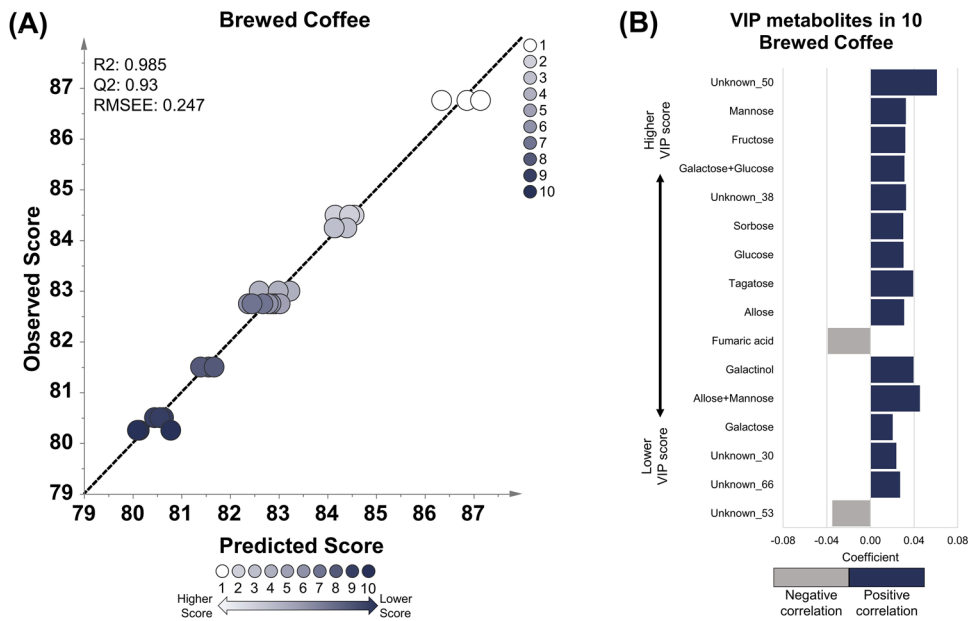 (A)
Brewed Coffee
R2: 0.985
Q2: 0.93
RMSEE: 0.247
Observed Score
87
86
85
84
83
82
81
80
79
79 80 81 82 83 84 85 86 87
Predicted Score
1
2
3
4
5
6
7
8
9
10
1 2 3 4 5 6 7 8 9 10
Higher
Score
Lower
Score
(B)
VIP metabolites in 10
Brewed Coffee
Higher
VIP score
Lower
VIP score
Unknown_50
Mannose
Fructose
Galactose+Glucose
Unknown_38
Sorbose
Glucose
Tagatose
Allose
Fumaric acid
Galactinol
Allose+Mannose
Galactose
Unknown_30
Unknown_66
Unknown_53
-0.08 -0.04 0.00 0.04 0.08
Coefficient
Negative
correlation
Positive
correlation